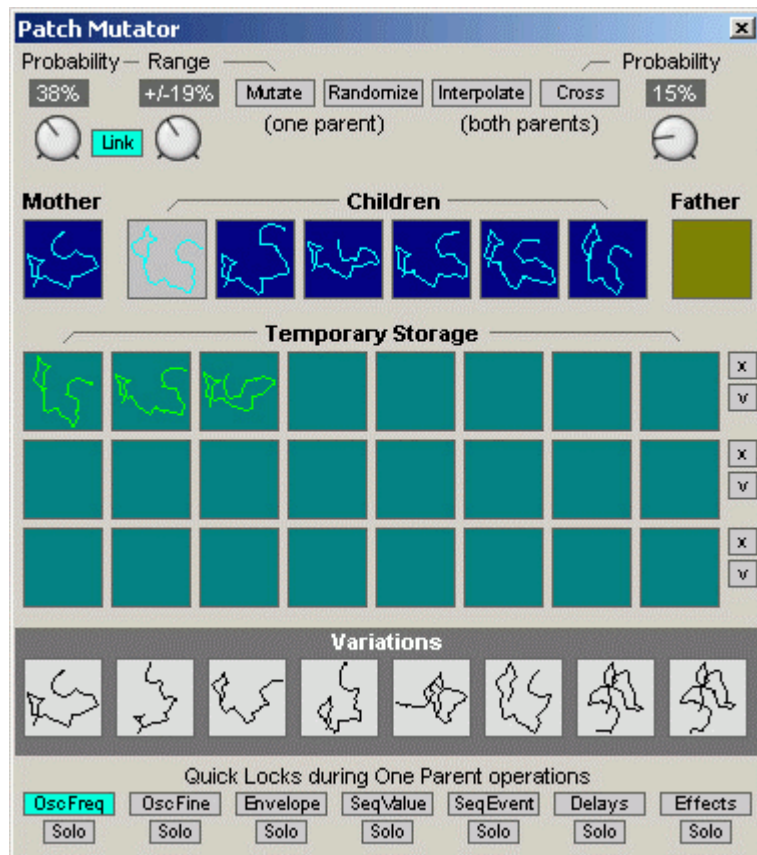 Patch Mutator
Probability Range Probability
38% +/-19% Mutate Randomize Interpolate Cross 15%
(one parent) (both parents)
Link
Mother Children Father
Temporary Storage
x
v
x
v
x
v
Variations
Quick Locks during One Parent operations
OscFreq OscFine Envelope SeqValue SeqEvent Delays Effects
Solo Solo Solo Solo Solo Solo Solo